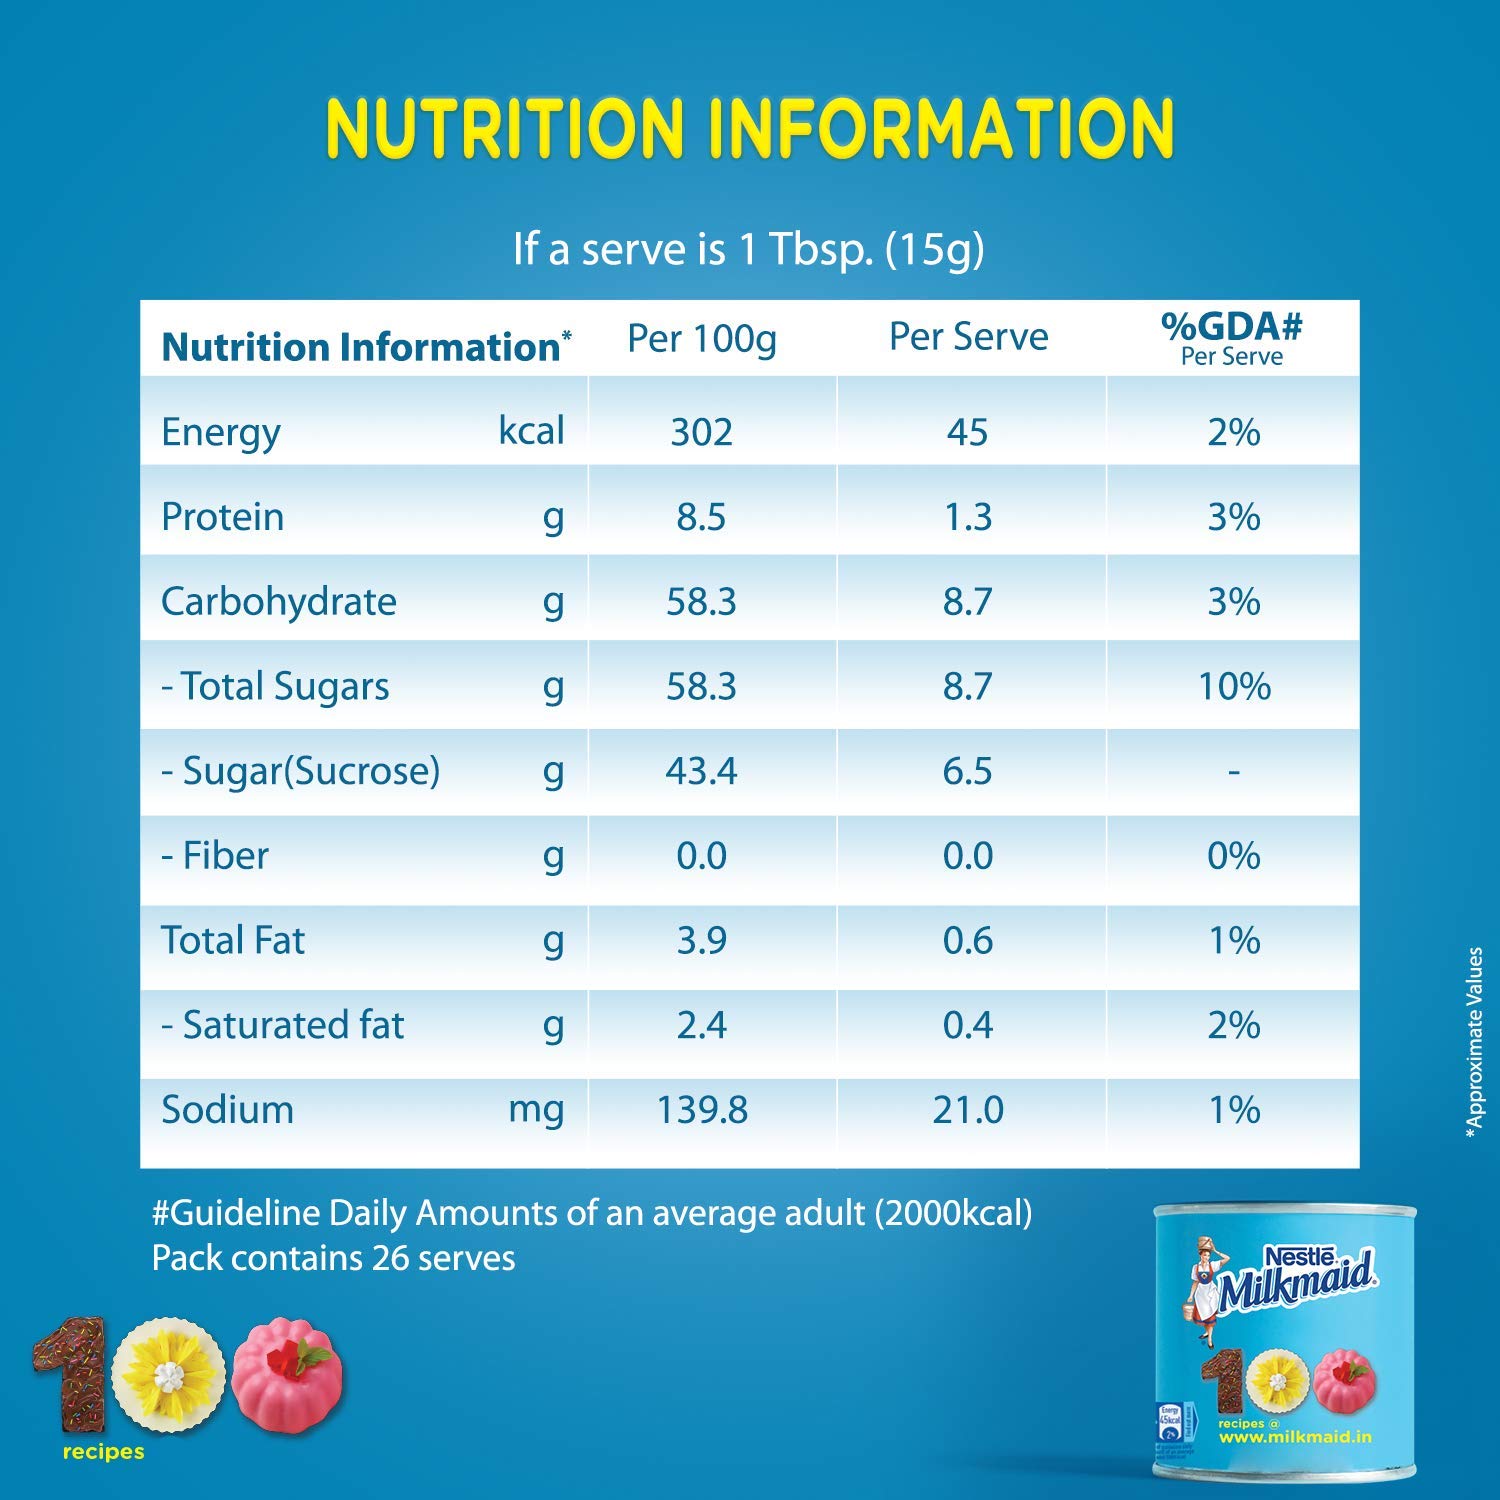 NUTRITION INFORMATION
If a serve is 1 Tbsp. (15g)
Nutrition Information* Per 100g Per Serve %GDA#
Per Serve
Energy kcal 302 45 2%
Protein g 8.5 1.3 3%
Carbohydrate g 58.3 8.7 3%
- Total Sugars g 58.3 8.7 10%
- Sugar(Sucrose) g 43.4 6.5 -
- Fiber g 0.0 0.0 0%
Total Fat g 3.9 0.6 1%
- Saturated fat g 2.4 0.4 2%
Sodium mg 139.8 21.0 1%
*Approximate Values
#Guideline Daily Amounts of an average adult (2000kcal)
Pack contains 26 serves
100
recipes
Nestlé
Milkmaid®
100
Energy
45kcal
2%
recipes @
www.milkmaid.in